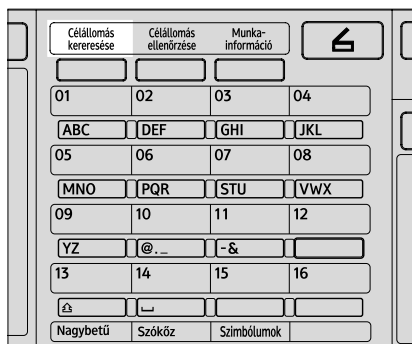 Célállomás kereresése
Célállomás ellenőrzése
Munka-információ
01 02 03 04
ABC DEF GHI JKL
05 06 07 08
MNO PQR STU VWX
09 10 11 12
YZ @._ -&
13 14 15 16
Nagybetű Szóköz Szimbólumok